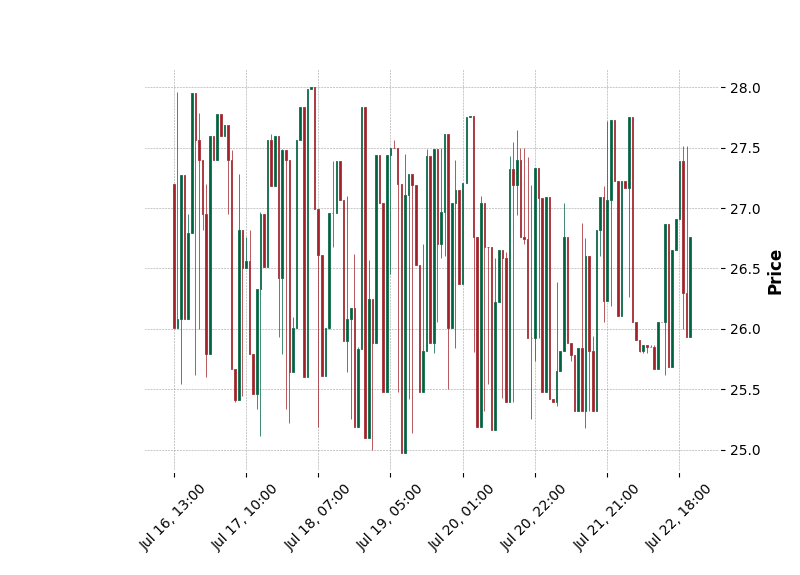 28.0
27.5
27.0
26.5
26.0
25.5
25.0
Price
Jul 16, 13:00
Jul 17, 10:00
Jul 18, 07:00
Jul 19, 05:00
Jul 20, 01:00
Jul 20, 22:00
Jul 21, 21:00
Jul 22, 18:00